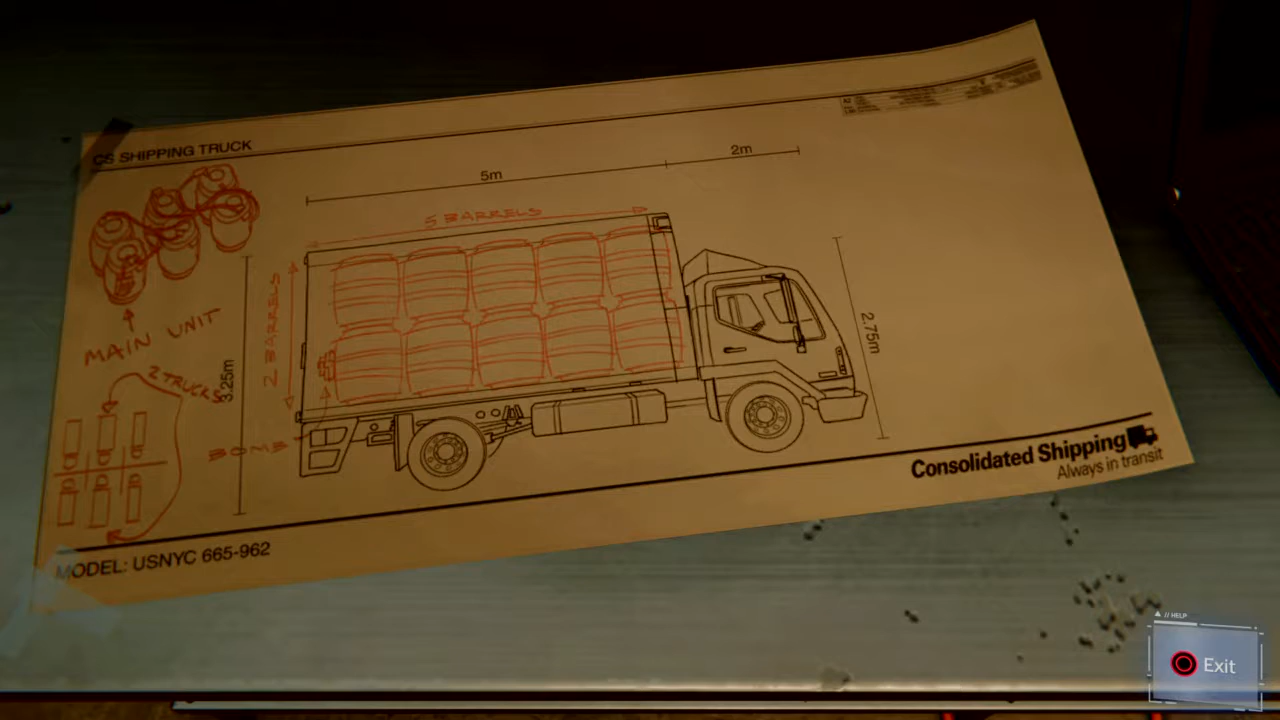 CS SHIPPING TRUCK
5m
2m
5 BARRELS
2 BARRELS
MAIN UNIT
2 TRUCKS
3.25m
2.75m
Consolidated Shipping
Always in transit
MODEL: USNYC 665-962
// HELP
Exit